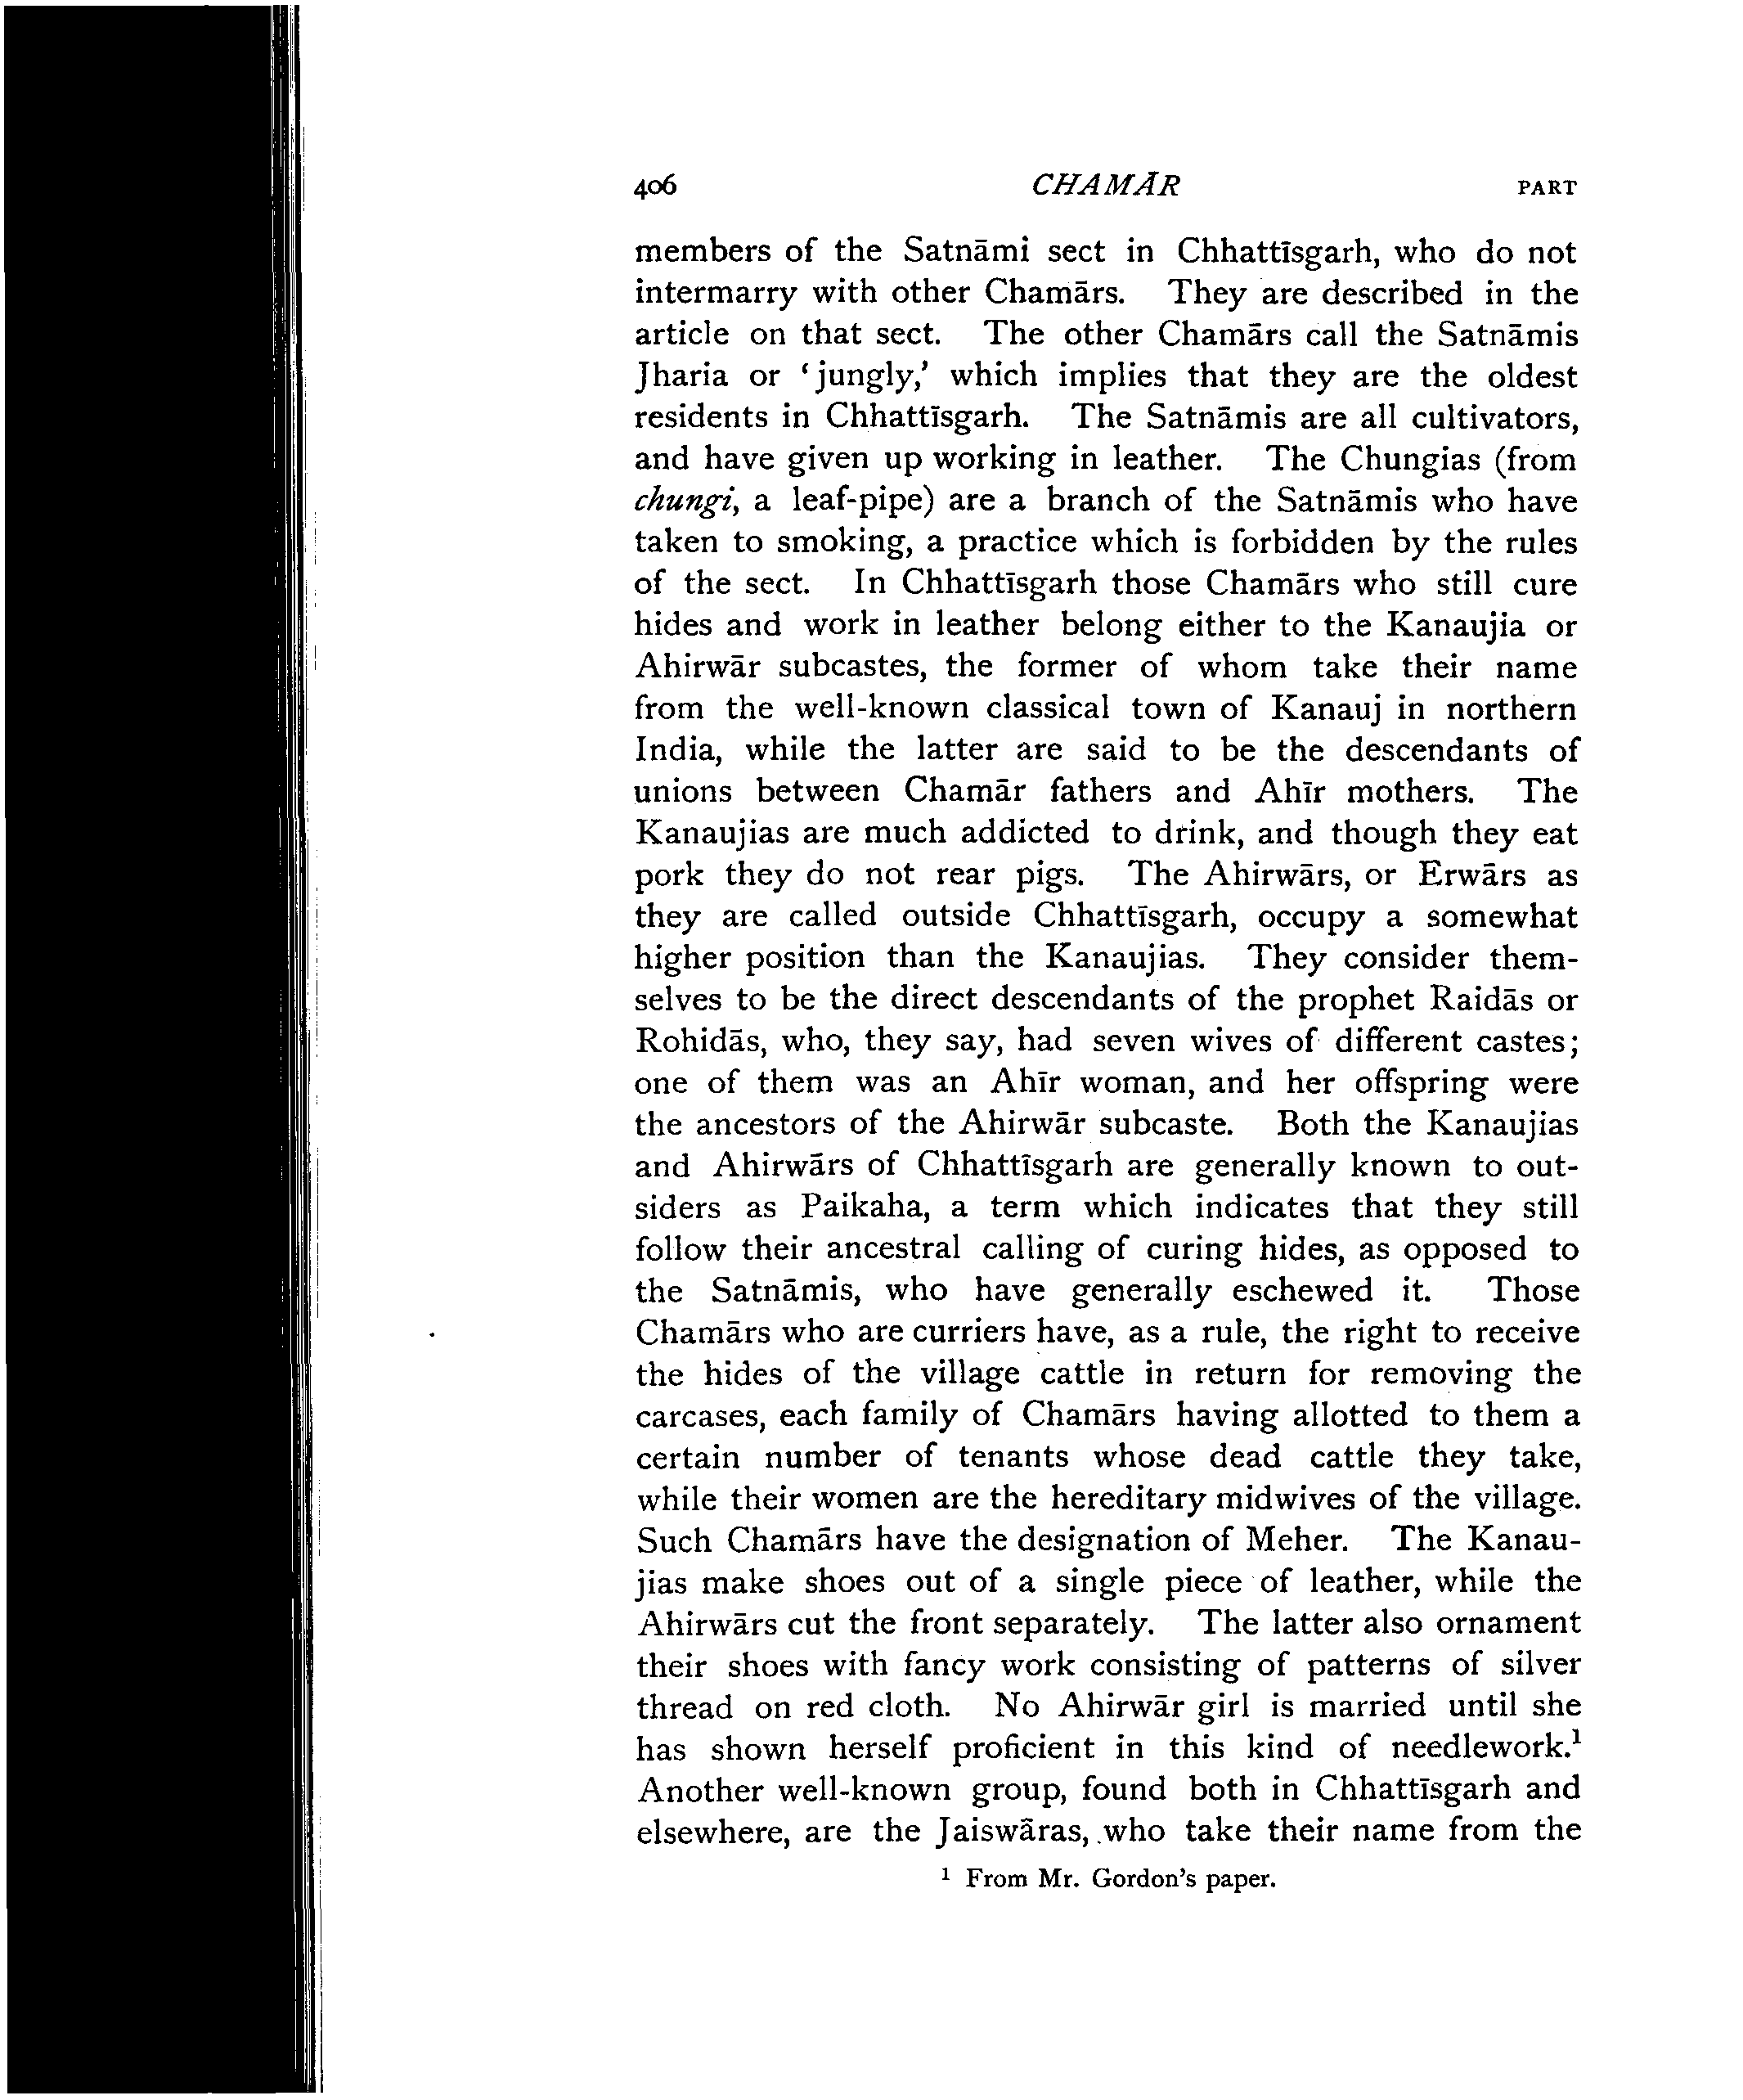 406 CHAMĀR PART
members of the Satnāmi sect in Chhattīsgarh, who do not
intermarry with other Chamārs. They are described in the
article on that sect. The other Chamārs call the Satnāmis
Jharia or ‘jungly,’ which implies that they are the oldest
residents in Chhattīsgarh. The Satnāmis are all cultivators,
and have given up working in leather. The Chungias (from
chungi, a leaf-pipe) are a branch of the Satnāmis who have
taken to smoking, a practice which is forbidden by the rules
of the sect. In Chhattīsgarh those Chamārs who still cure
hides and work in leather belong either to the Kanaujia or
Ahirwār subcastes, the former of whom take their name
from the well-known classical town of Kanauj in northern
India, while the latter are said to be the descendants of
unions between Chamār fathers and Ahīr mothers. The
Kanaujias are much addicted to drink, and though they eat
pork they do not rear pigs. The Ahirwārs, or Erwārs as
they are called outside Chhattīsgarh, occupy a somewhat
higher position than the Kanaujias. They consider them-
selves to be the direct descendants of the prophet Raidās or
Rohidās, who, they say, had seven wives of different castes;
one of them was an Ahīr woman, and her offspring were
the ancestors of the Ahirwār subcaste. Both the Kanaujias
and Ahirwārs of Chhattīsgarh are generally known to out-
siders as Paikaha, a term which indicates that they still
follow their ancestral calling of curing hides, as opposed to
the Satnāmis, who have generally eschewed it. Those
Chamārs who are curriers have, as a rule, the right to receive
the hides of the village cattle in return for removing the
carcases, each family of Chamārs having allotted to them a
certain number of tenants whose dead cattle they take,
while their women are the hereditary midwives of the village.
Such Chamārs have the designation of Meher. The Kanau-
jias make shoes out of a single piece of leather, while the
Ahirwārs cut the front separately. The latter also ornament
their shoes with fancy work consisting of patterns of silver
thread on red cloth. No Ahirwār girl is married until she
has shown herself proficient in this kind of needlework.¹
Another well-known group, found both in Chhattīsgarh and
elsewhere, are the Jaiswāras, who take their name from the
¹ From Mr. Gordon’s paper.